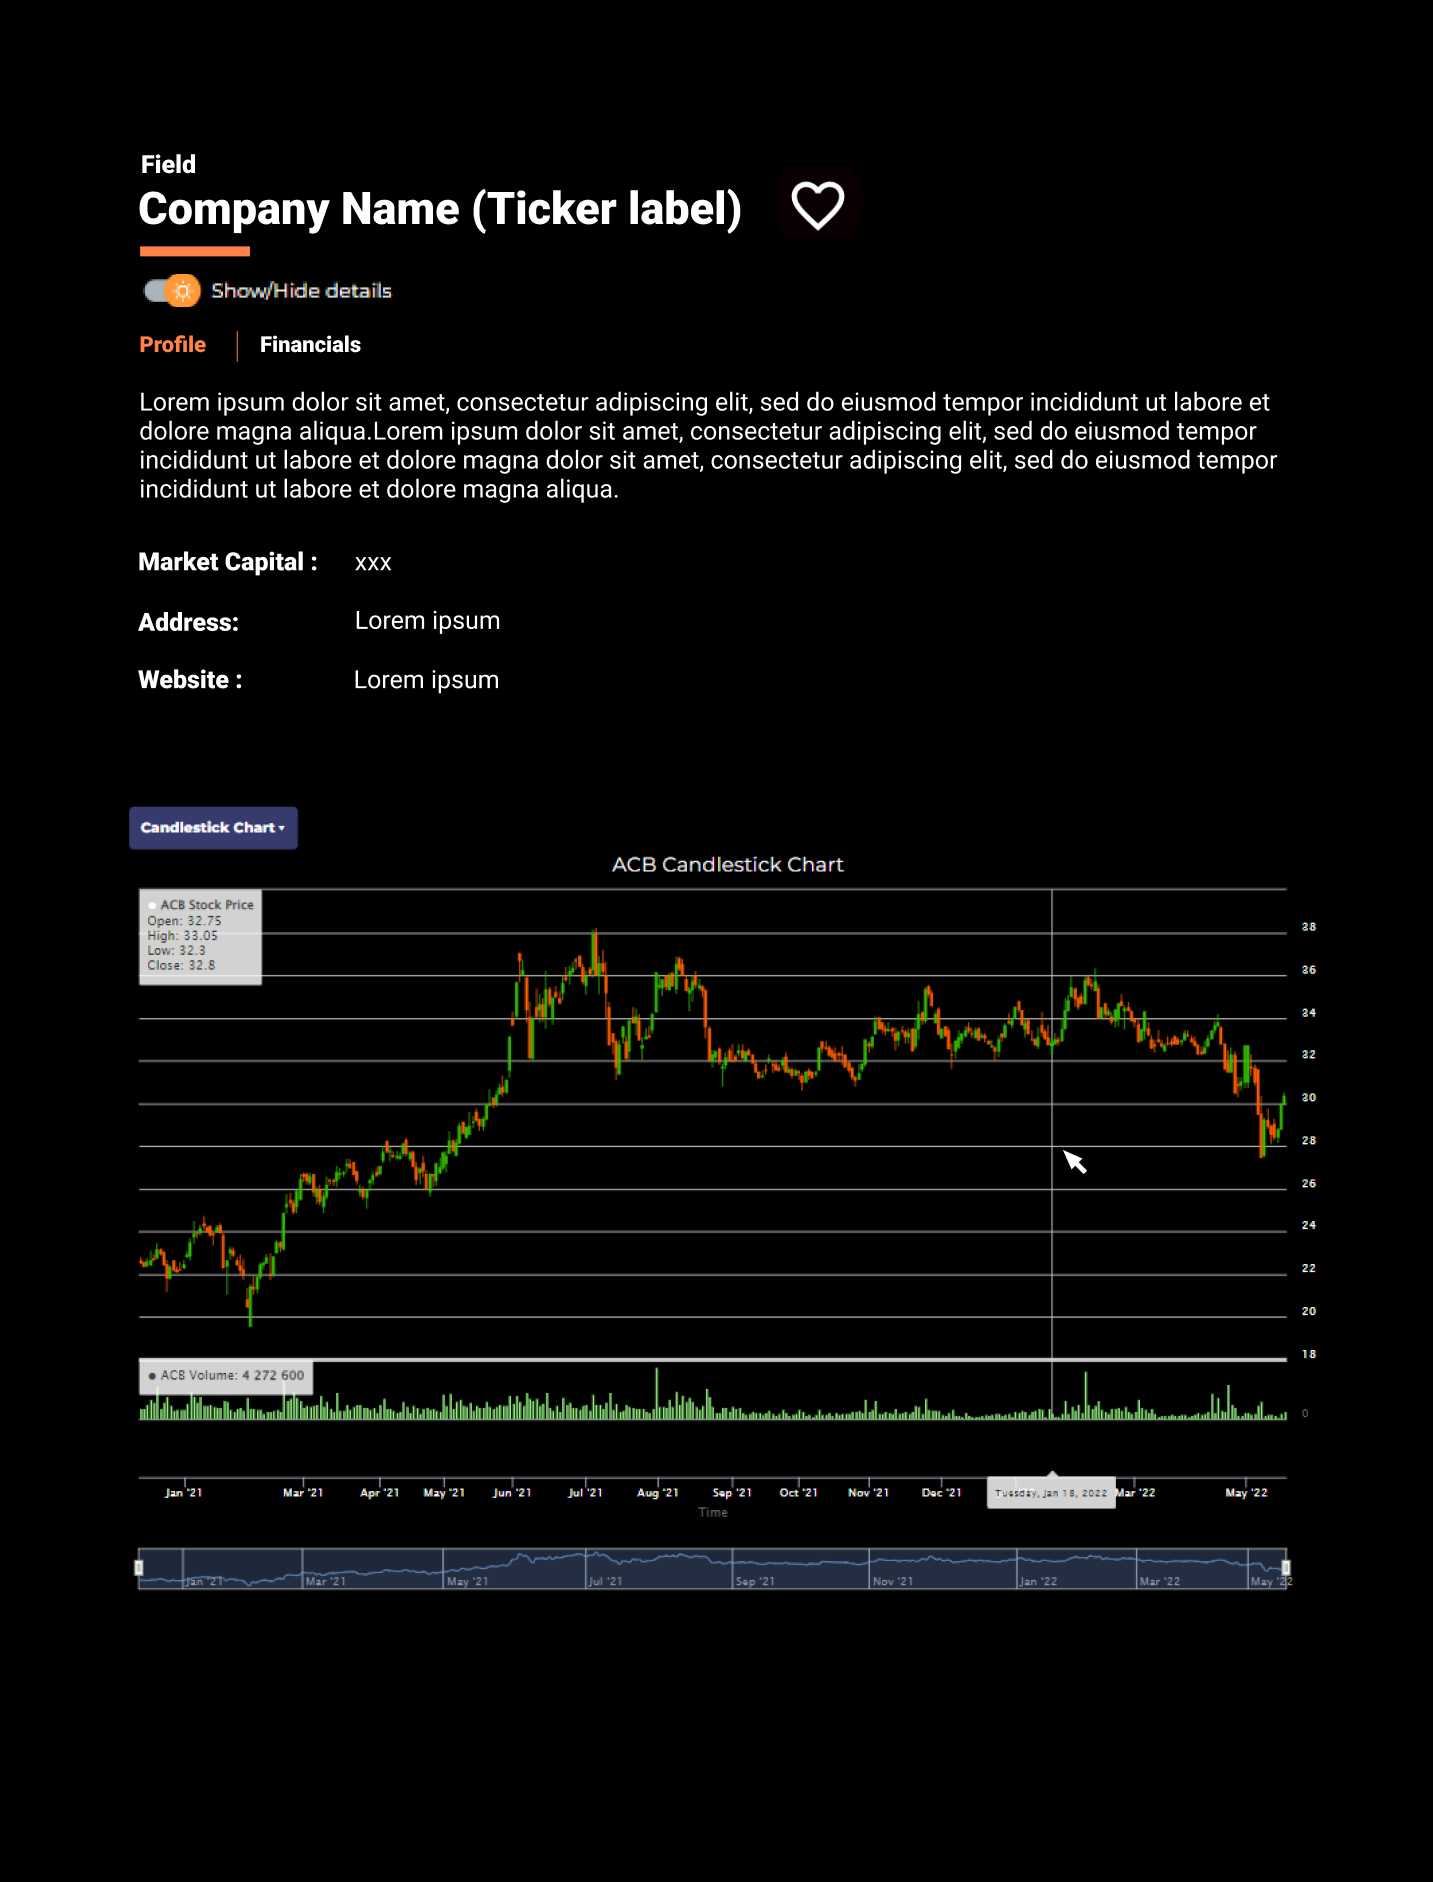 Field
Company Name (Ticker label)
Show/Hide details
Profile
Financials
Lorem ipsum dolor sit amet, consectetur adipiscing elit, sed do eiusmod tempor incididunt ut labore et
dolore magna aliqua.Lorem ipsum dolor sit amet, consectetur adipiscing elit, sed do eiusmod tempor
incididunt ut labore et dolore magna dolor sit amet, consectetur adipiscing elit, sed do eiusmod tempor
incididunt ut labore et dolore magna aliqua.
Market Capital : xxx
Address: Lorem ipsum
Website : Lorem ipsum
Candlestick Chart
ACB Candlestick Chart
ACB Stock Price
Open: 32.75
High: 33.05
Low: 32.3
Close: 32.8
38
36
34
32
30
28
26
24
22
20
18
ACB Volume: 4 272 600
0
Jan '21 Mar '21 Apr '21 May '21 Jun '21 Jul '21 Aug '21 Sep '21 Oct '21 Nov '21 Dec '21 Tuesday, Jan 18, 2022 Mar '22 May '22
Time
Jan '21 Mar '21 May '21 Jul '21 Sep '21 Nov '21 Jan '22 Mar '22 May '22